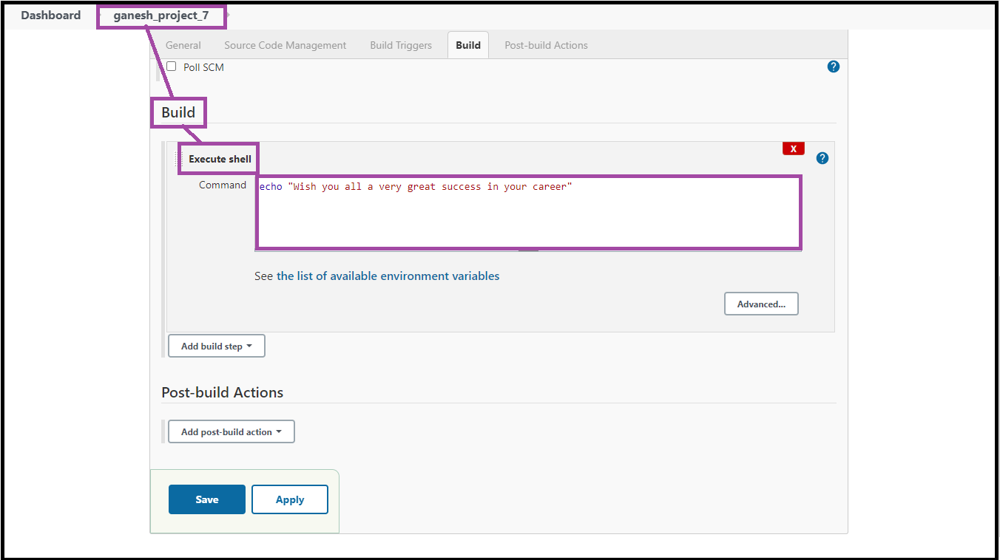 Dashboard ganesh_project_7
General Source Code Management Build Triggers Build Post-build Actions
Poll SCM ?
Build
Execute shell X ?
Command echo "Wish you all a very great success in your career"
See the list of available environment variables
Advanced...
Add build step
Post-build Actions
Add post-build action
Save Apply